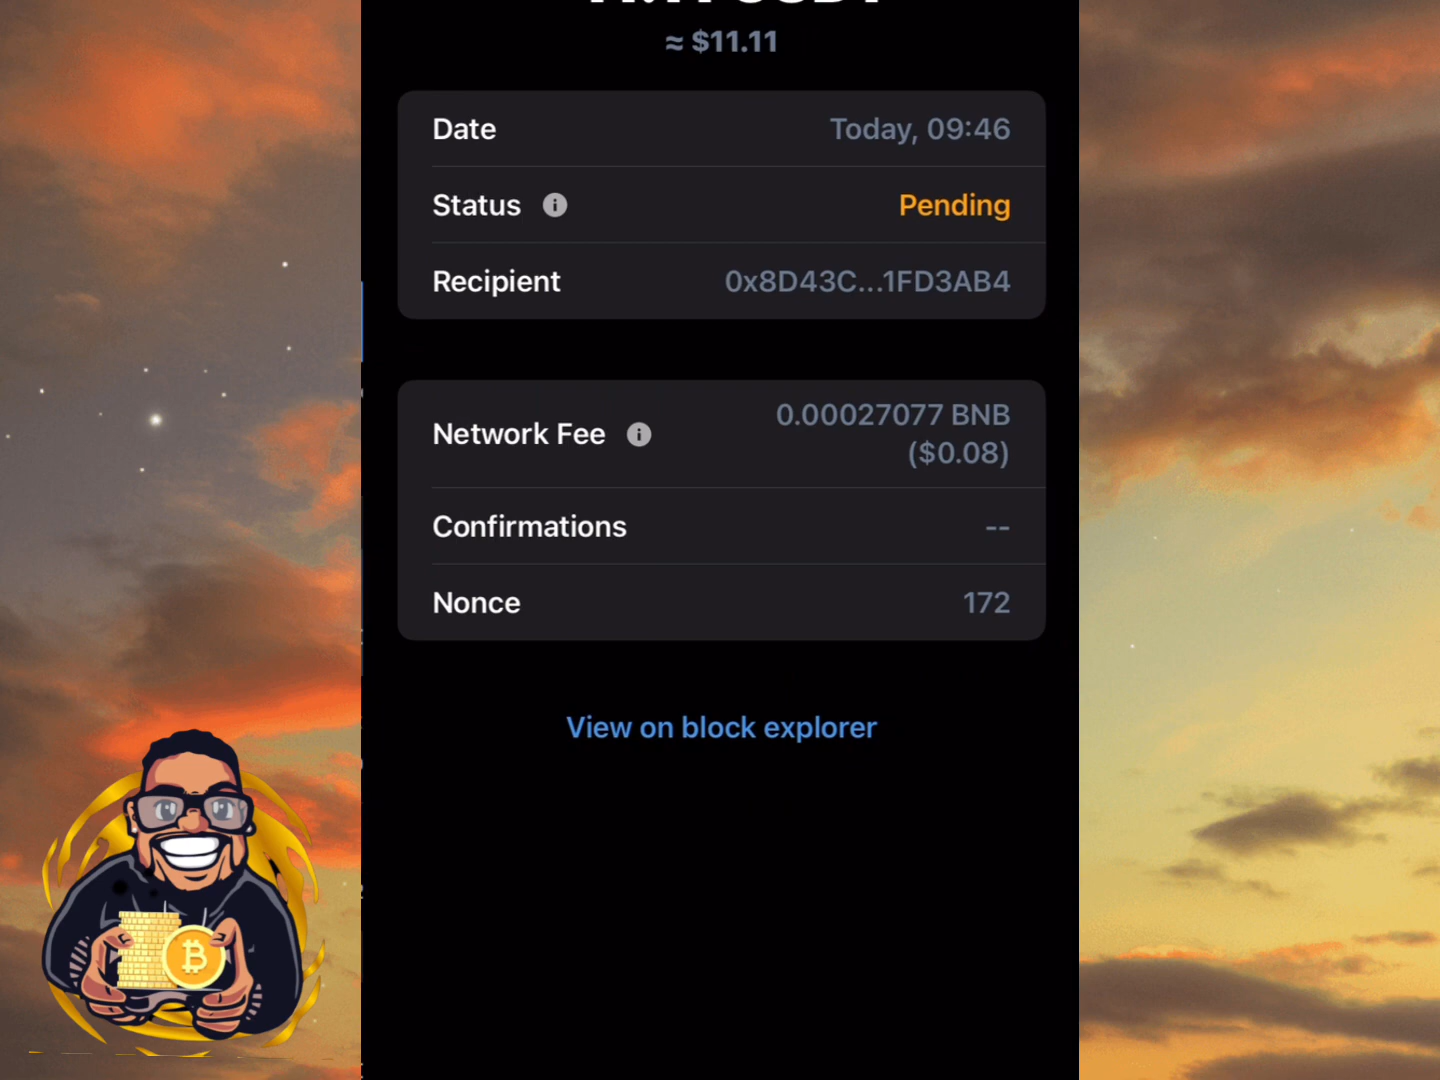 ≈ $11.11
Date Today, 09:46
Status Pending
Recipient 0x8D43C...1FD3AB4
Network Fee 0.00027077 BNB
($0.08)
Confirmations --
Nonce 172
View on block explorer